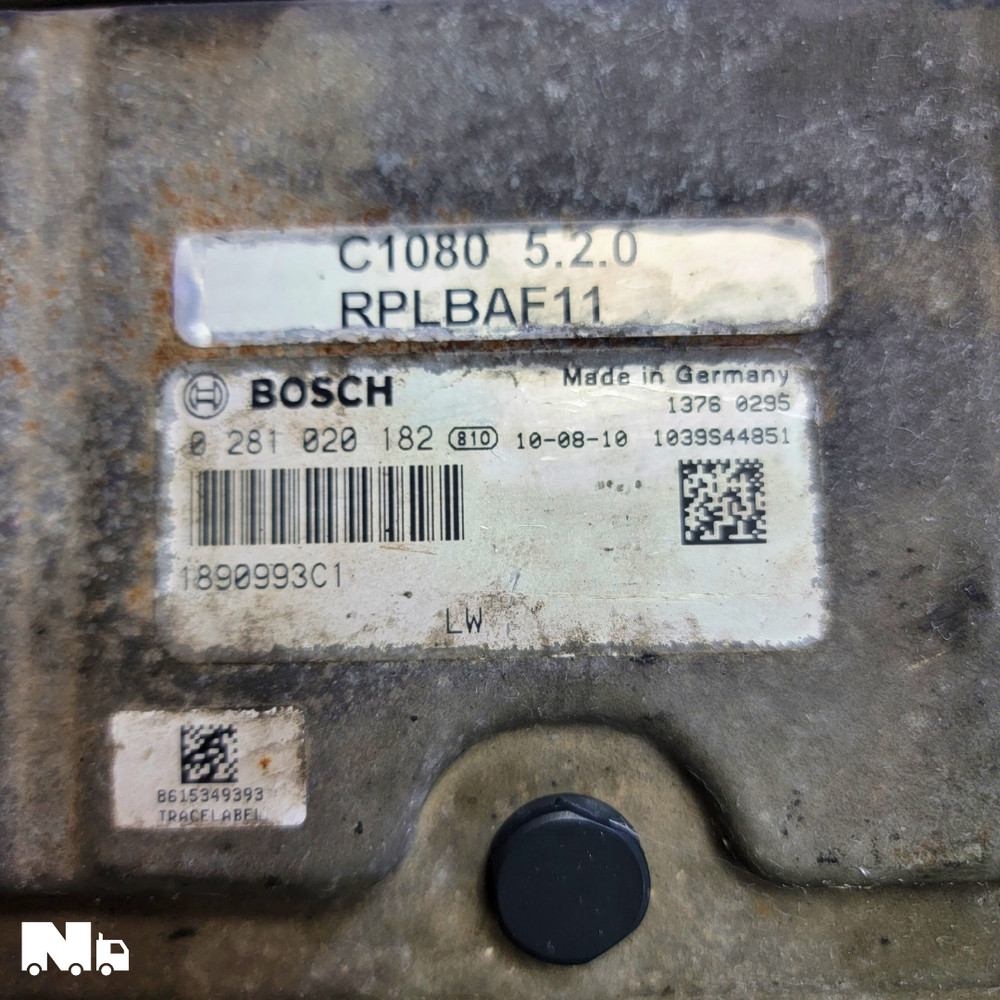 C1080 5.2.0
RPLBAF11
BOSCH
Made in Germany
1376 0295
0 281 020 182 810 10-08-10 1039S44851
1890993C1
LW
8615349393
TRACELABEL
N